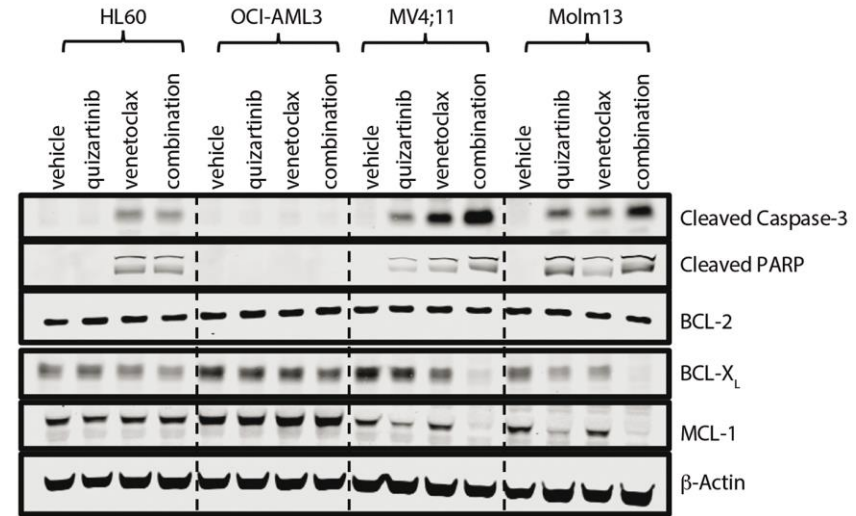 HL60 OCI-AML3 MV4;11 Molm13
vehicle quizartinib venetoclax combination vehicle quizartinib venetoclax combination vehicle quizartinib venetoclax combination vehicle quizartinib venetoclax combination
Cleaved Caspase-3
Cleaved PARP
BCL-2
BCL-XL
MCL-1
β-Actin